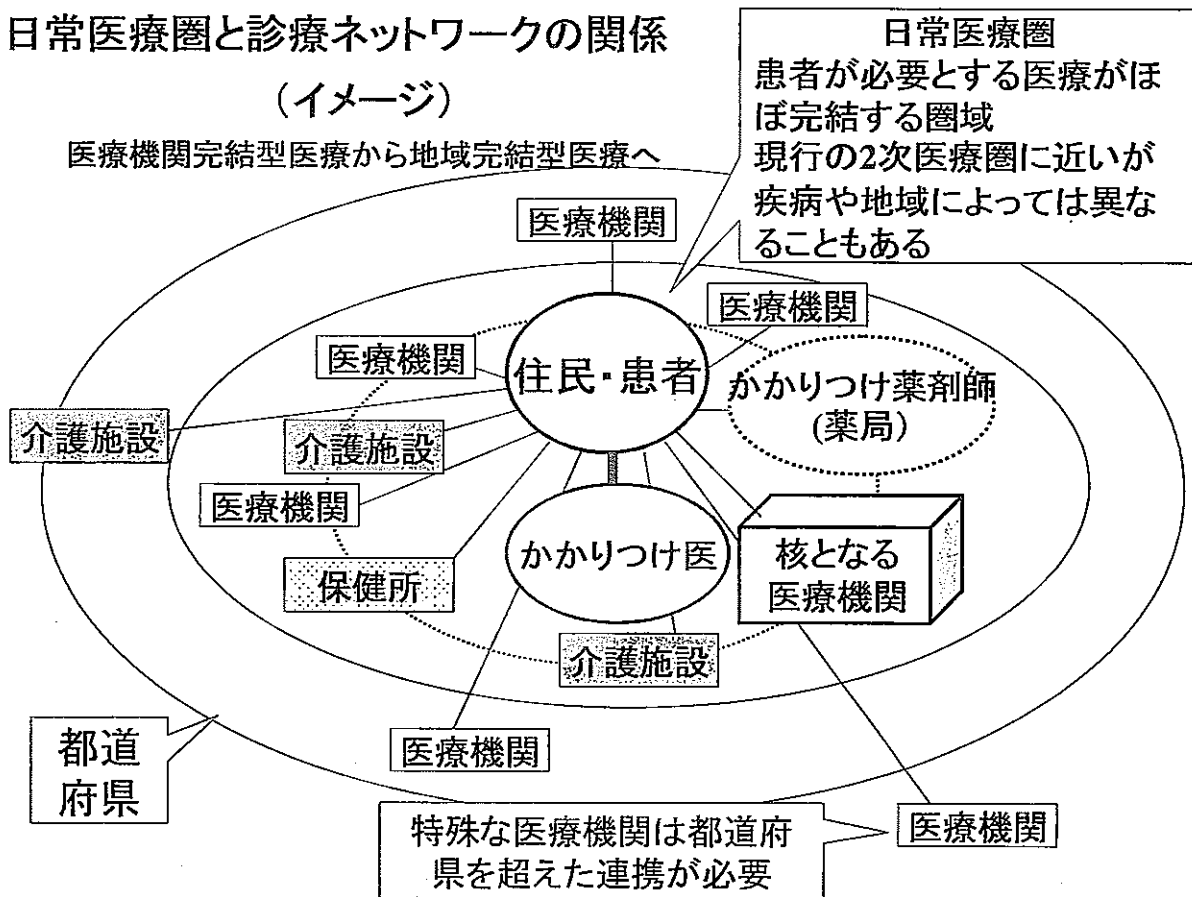 日常医療圏と診療ネットワークの関係
(イメージ)
医療機関完結型医療から地域完結型医療へ
日常医療圏
患者が必要とする医療がほ
ぼ完結する圏域
現行の2次医療圏に近いが
疾病や地域によっては異な
ることもある
医療機関
医療機関
医療機関
住民・患者
かかりつけ薬剤師
(薬局)
介護施設
介護施設
医療機関
かかりつけ医
核となる
医療機関
保健所
介護施設
医療機関
都道
府県
特殊な医療機関は都道府
県を超えた連携が必要
医療機関